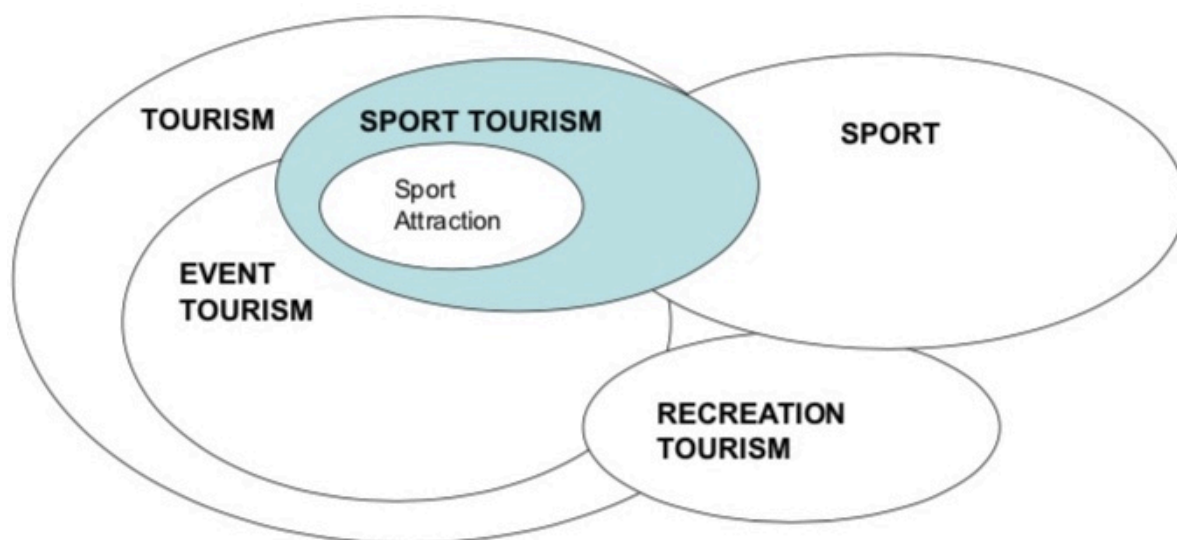 TOURISM
SPORT TOURISM
SPORT
Sport
Attraction
EVENT
TOURISM
RECREATION
TOURISM